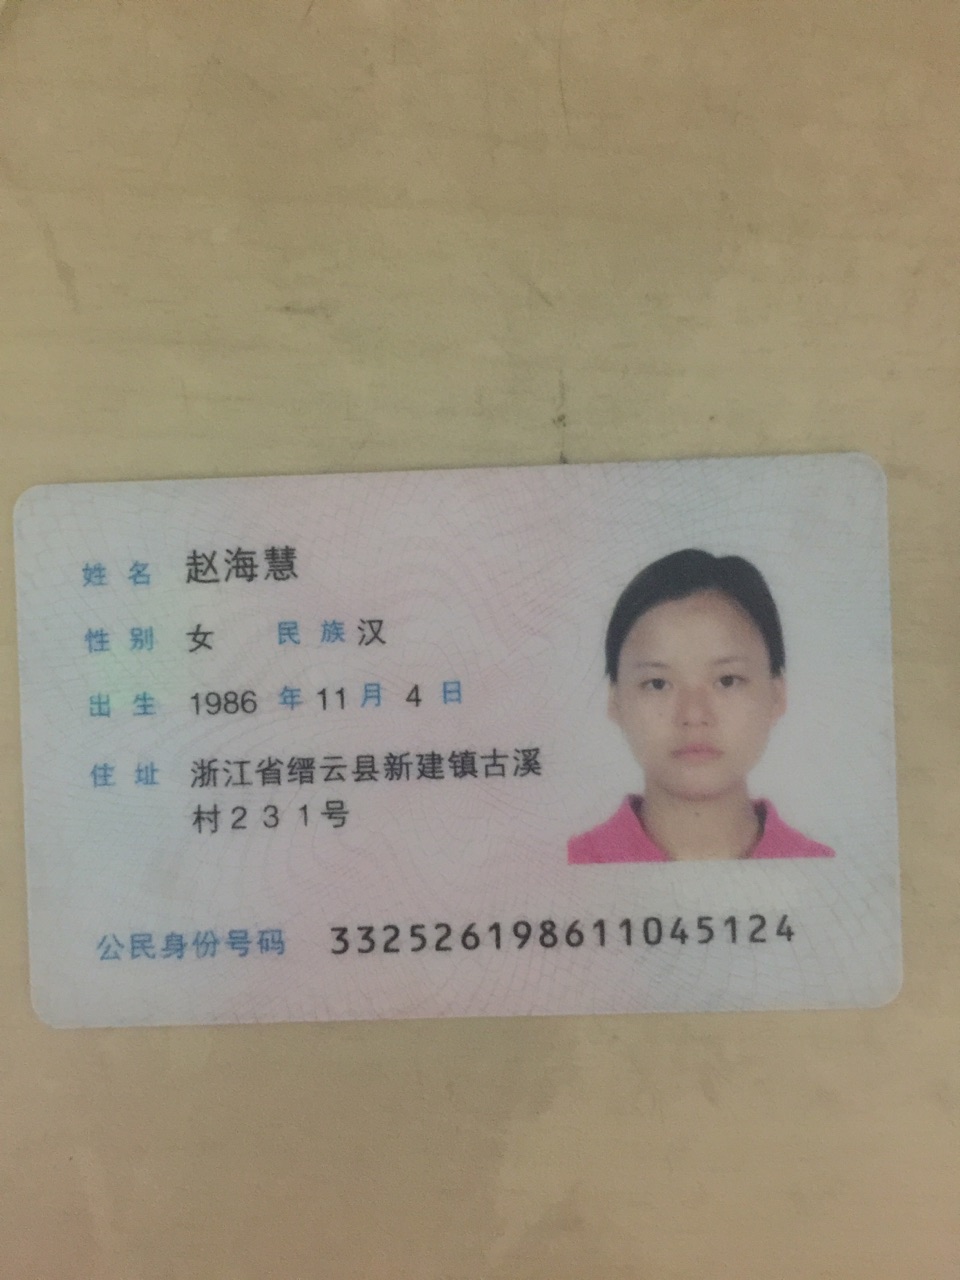 姓名 赵海慧
性别 女 民族 汉
出生 1986 年 11 月 4 日
住址 浙江省缙云县新建镇古溪
村231号
公民身份号码 332526198611045124